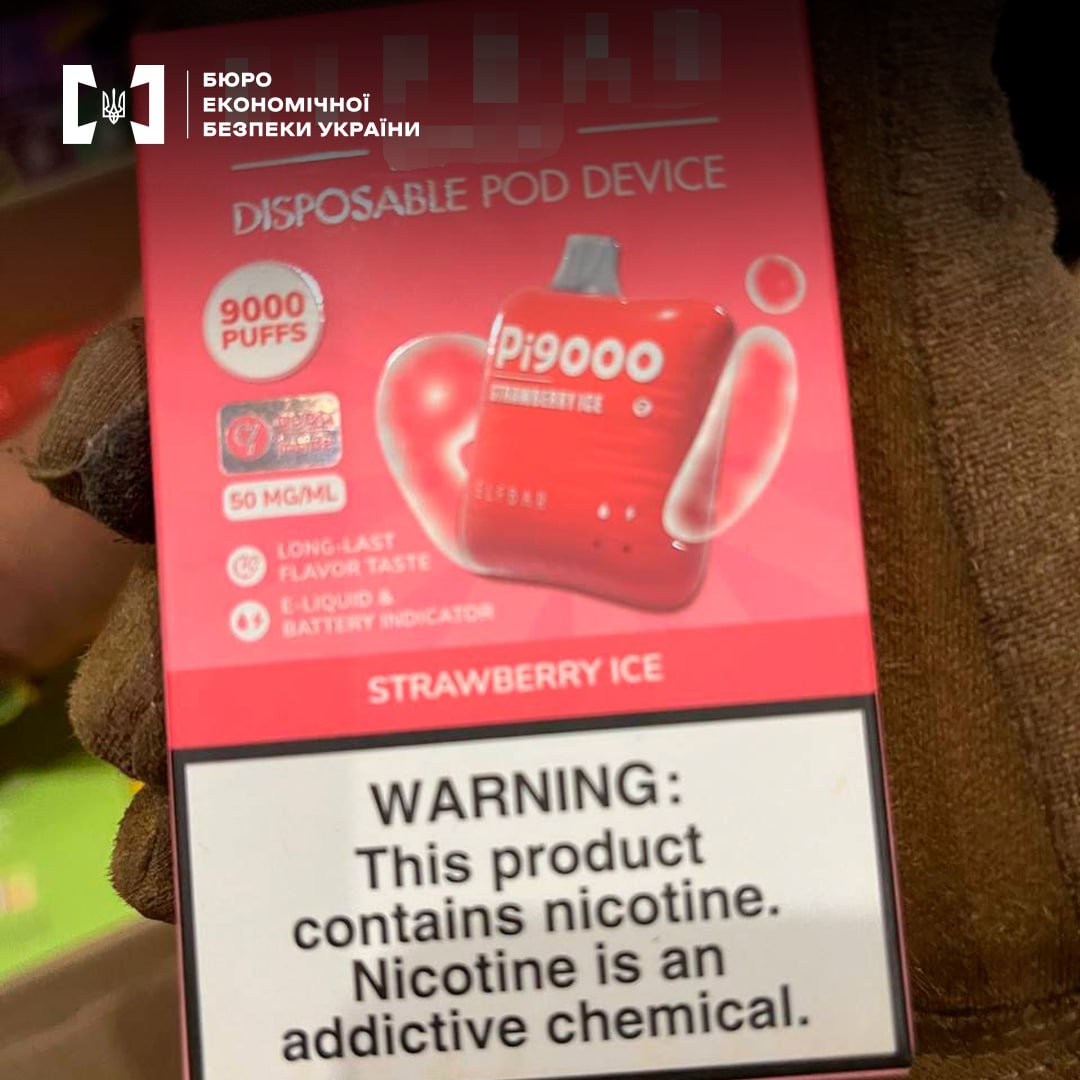 БЮРО
ЕКОНОМІЧНОЇ
БЕЗПЕКИ УКРАЇНИ
DISPOSABLE POD DEVICE
9000
PUFFS
Pi9000
STRAWBERRY ICE
ELFBAR
50 MG/ML
LONG-LAST
FLAVOR TASTE
E-LIQUID &
BATTERY INDICATOR
STRAWBERRY ICE
WARNING:
This product
contains nicotine.
Nicotine is an
addictive chemical.